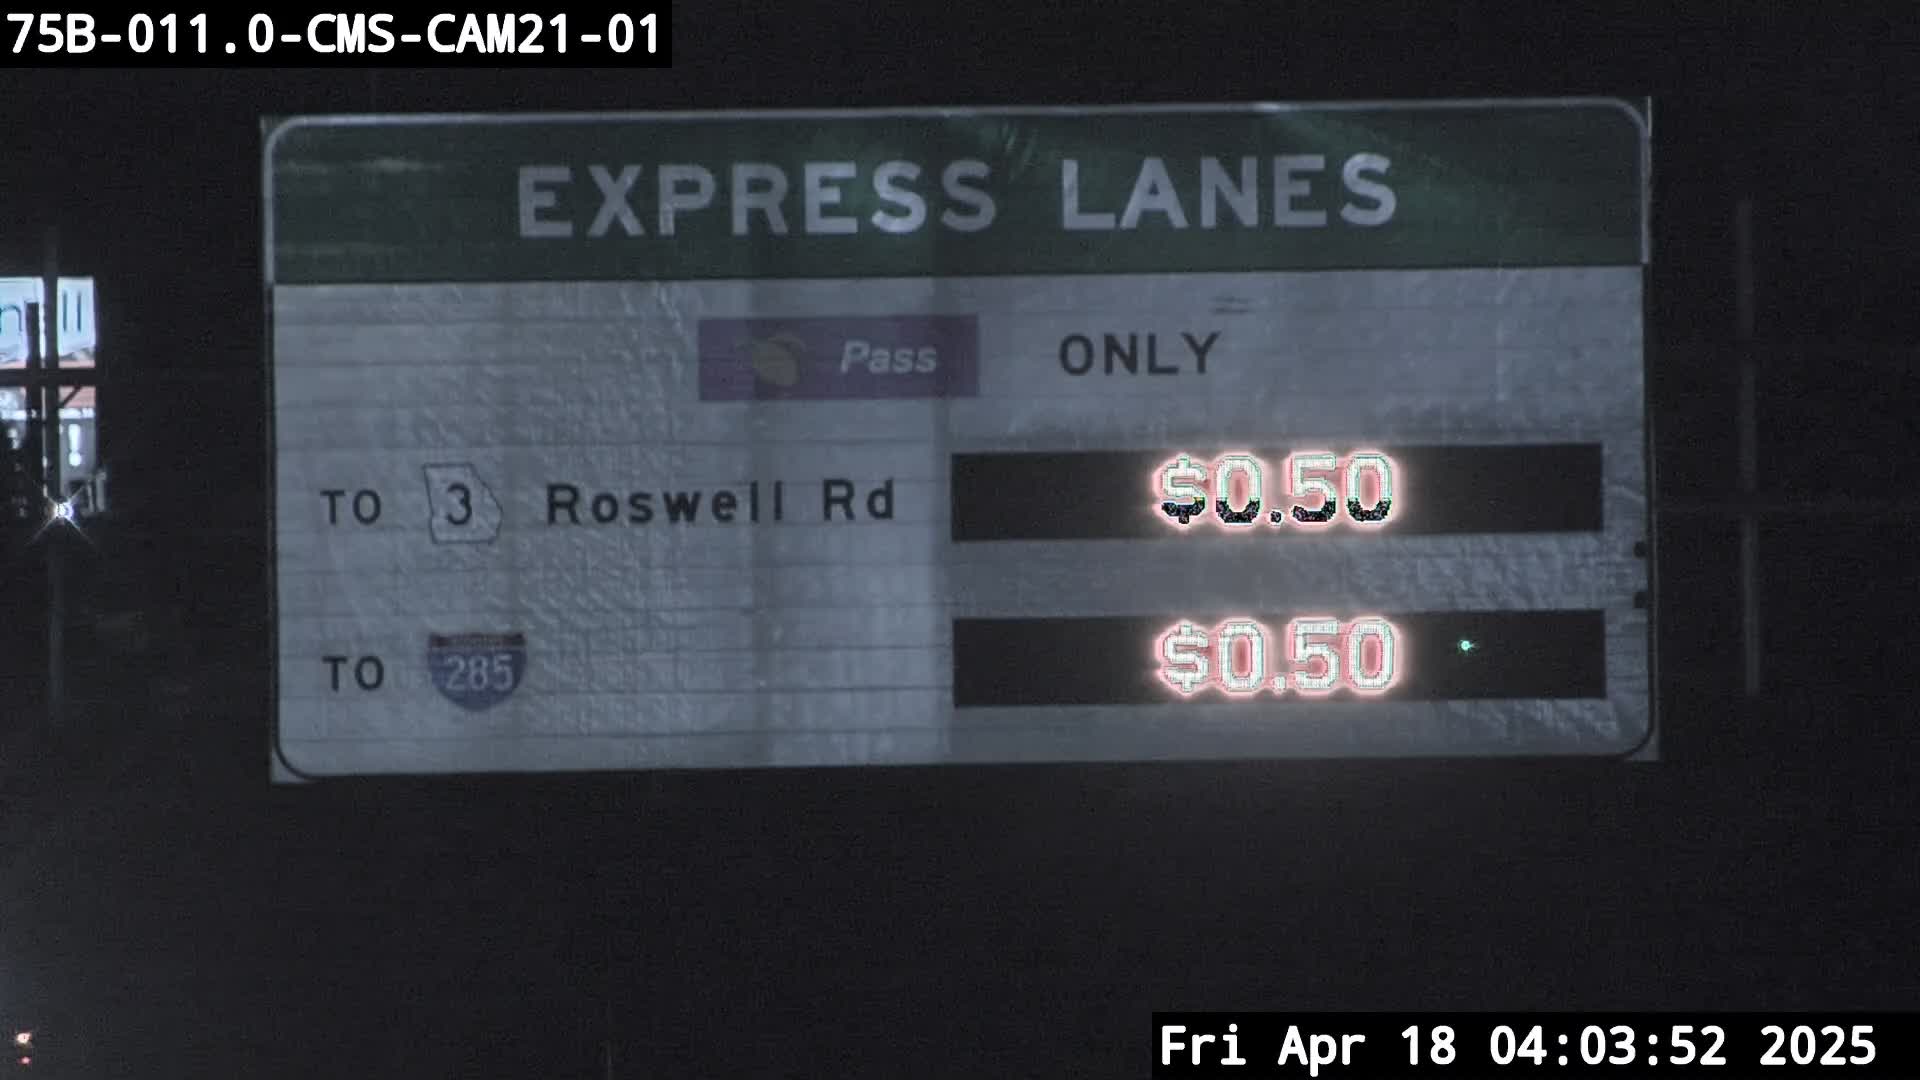 75B-011.0-CMS-CAM21-01
EXPRESS LANES
Pass ONLY
TO 3 Roswell Rd $0.50
TO 285 $0.50
Fri Apr 18 04:03:52 2025